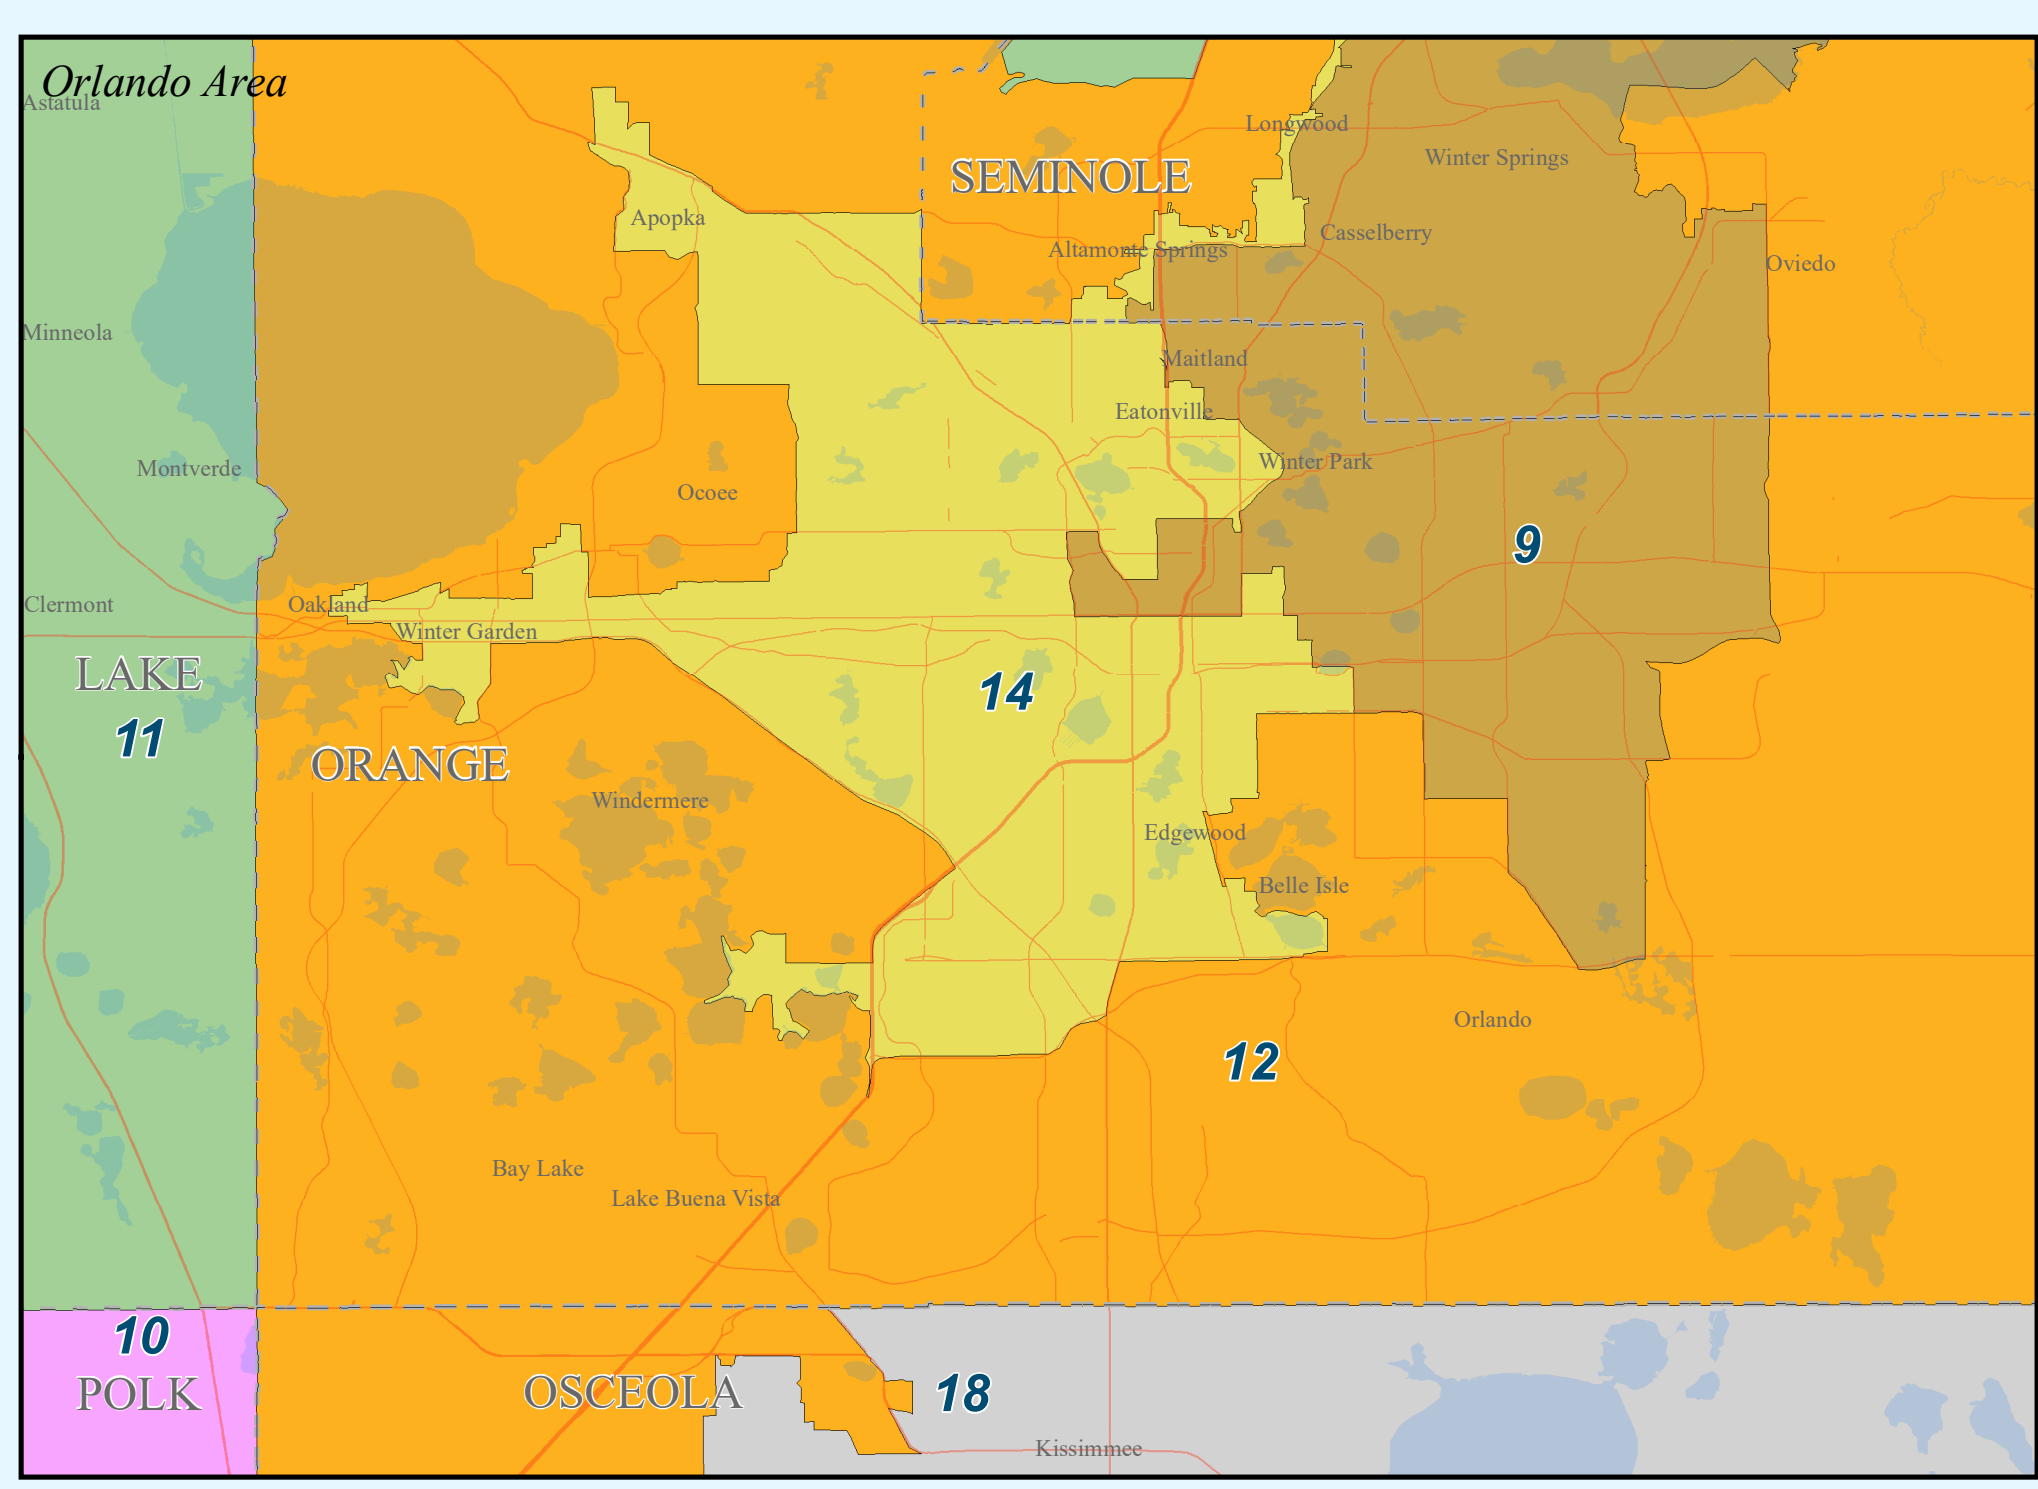 Orlando Area
Astatula
Longwood
Winter Springs
SEMINOLE
Apopka
Casselberry
Altamonte Springs
Oviedo
Minneola
Maitland
Eatonville
Winter Park
Montverde
Ocoee
9
Clermont
Oakland
Winter Garden
LAKE
14
11
ORANGE
Windermere
Edgewood
Belle Isle
Orlando
12
Bay Lake
Lake Buena Vista
10
POLK
OSCEOLA
18
Kissimmee